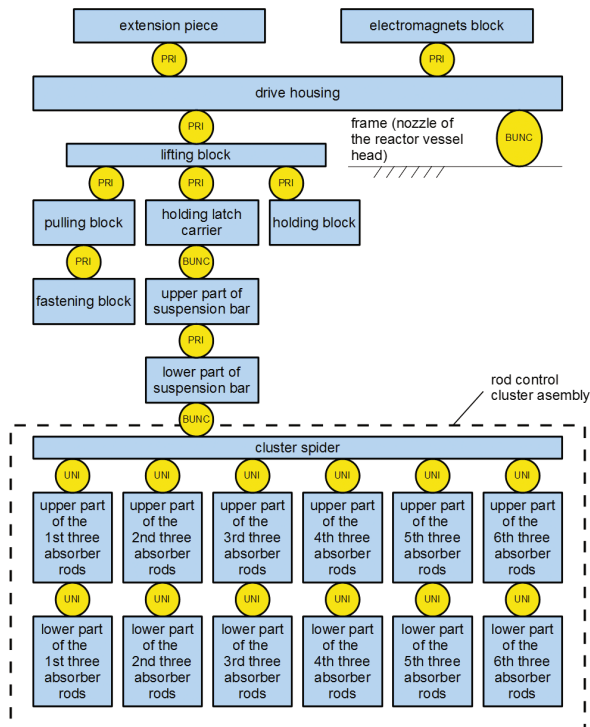 extension piece
electromagnets block
PRI
PRI
drive housing
PRI
frame (nozzle of
the reactor vessel
head)
BUNC
lifting block
PRI
PRI
PRI
pulling block
holding latch
carrier
holding block
PRI
BUNC
fastening block
upper part of
suspension bar
PRI
lower part of
suspension bar
rod control
cluster asembly
BUNC
cluster spider
UNI
UNI
UNI
UNI
UNI
UNI
upper part
of the
1st three
absorber
rods
upper part
of the
2nd three
absorber
rods
upper part
of the
3rd three
absorber
rods
upper part
of the
4th three
absorber
rods
upper part
of the
5th three
absorber
rods
upper part
of the
6th three
absorber
rods
UNI
UNI
UNI
UNI
UNI
UNI
lower part
of the
1st three
absorber
rods
lower part
of the
2nd three
absorber
rods
lower part
of the
3rd three
absorber
rods
lower part
of the
4th three
absorber
rods
lower part
of the
5th three
absorber
rods
lower part
of the
6th three
absorber
rods